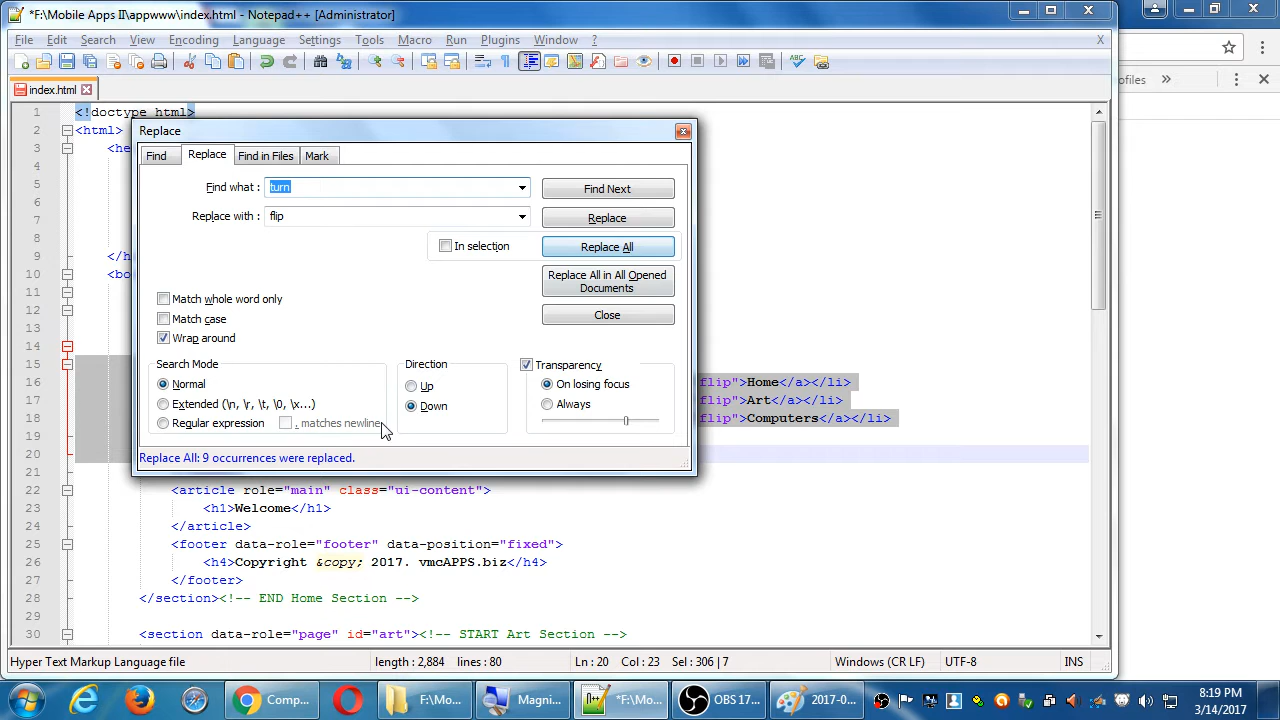 *F:\Mobile Apps II\appwww\index.html - Notepad++ [Administrator]
File Edit Search View Encoding Language Settings Tools Macro Run Plugins Window ? X
ofiles »
index.html
1 <!doctype html>
2 <html>
3 <he
4
5
6
7
8
9 </h
10 <bo
11
12
13
14
15
16 flip">Home</a></li>
17 flip">Art</a></li>
18 flip">Computers</a></li>
19
20
21
22 <article role="main" class="ui-content">
23 <h1>Welcome</h1>
24 </article>
25 <footer data-role="footer" data-position="fixed">
26 <h4>Copyright &copy; 2017. vmcAPPS.biz</h4>
27 </footer>
28 </section><!-- END Home Section -->
29
30 <section data-role="page" id="art"><!-- START Art Section -->
Replace
Find Replace Find in Files Mark
Find what : turn Find Next
Replace with : flip Replace
In selection Replace All
Replace All in All Opened
Documents
Match whole word only
Close
Match case
Wrap around
Search Mode Direction Transparency
Normal Up On losing focus
Extended (\n, \r, \t, \0, \x...) Down Always
Regular expression . matches newline
Replace All: 9 occurrences were replaced.
Hyper Text Markup Language file length : 2,884 lines : 80 Ln : 20 Col : 23 Sel : 306 | 7 Windows (CR LF) UTF-8 INS
Comp... F:\Mo... Magni... *F:\Mo... OBS 17... 2017-0...
8:19 PM
3/14/2017